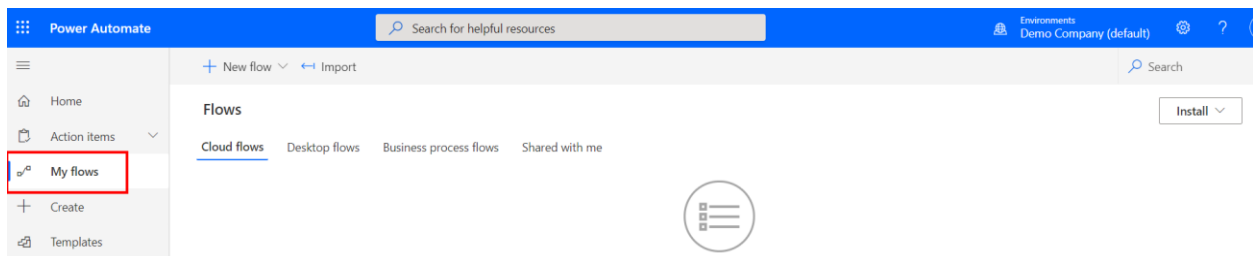 Power Automate
Search for helpful resources
Environments
Demo Company (default)
?
New flow
Import
Search
Home
Flows
Install
Action items
Cloud flows Desktop flows Business process flows Shared with me
My flows
Create
Templates